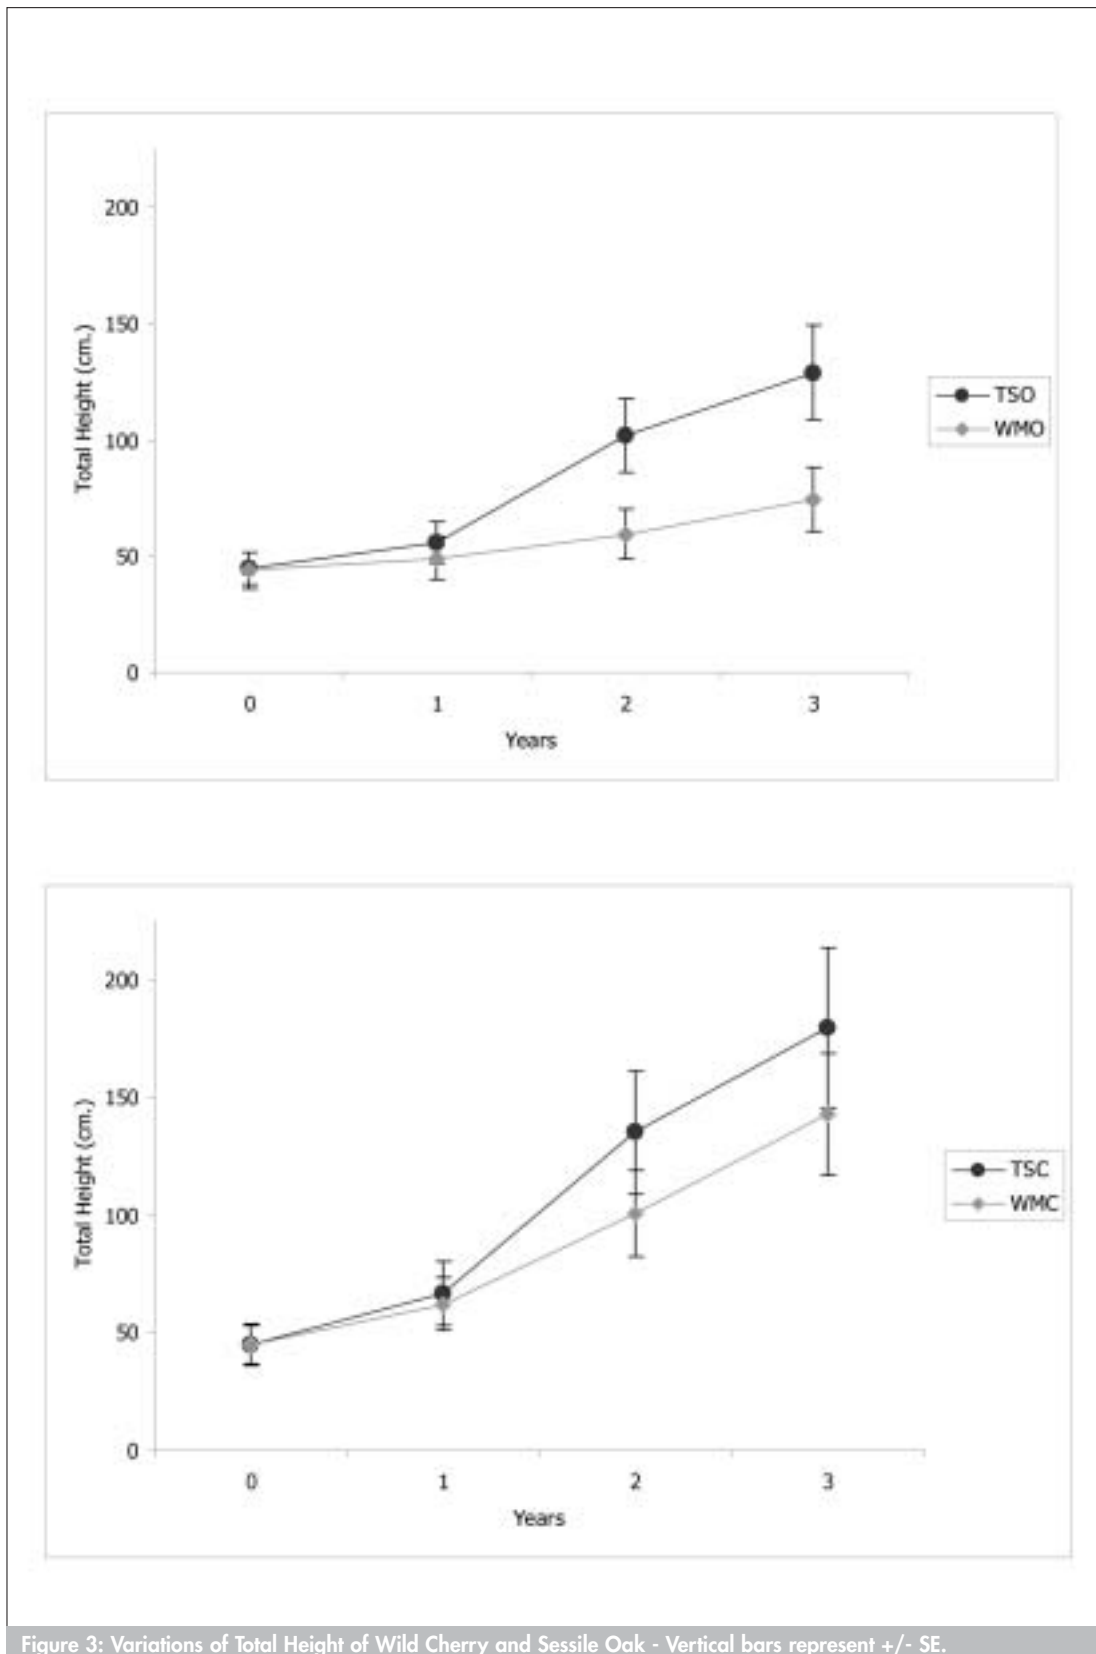 200
150
100
50
0
Total Height (cm.)
0 1 2 3
Years
TSO
WMO
200
150
100
50
0
Total Height (cm.)
0 1 2 3
Years
TSC
WMC
Figure 3: Variations of Total Height of Wild Cherry and Sessile Oak - Vertical bars represent +/- SE.